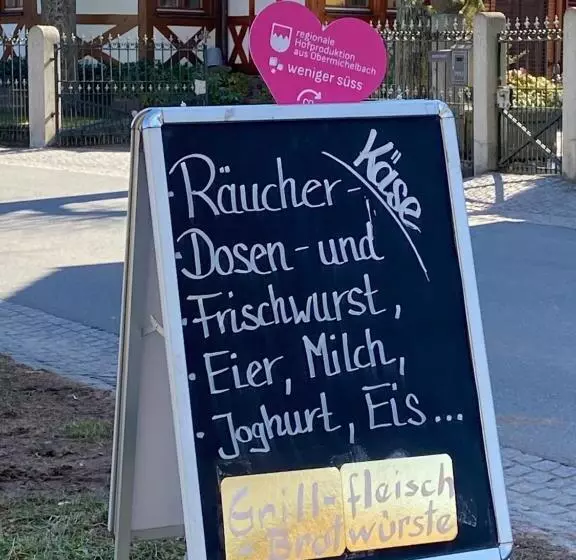 regionale
Hofproduktion
aus Obermichelbach
weniger süss
Käse
· Räucher-,
· Dosen- und
· Frischwurst,
· Eier, Milch,
· Joghurt, Eis...
Grill-fleisch
- Bratwürste